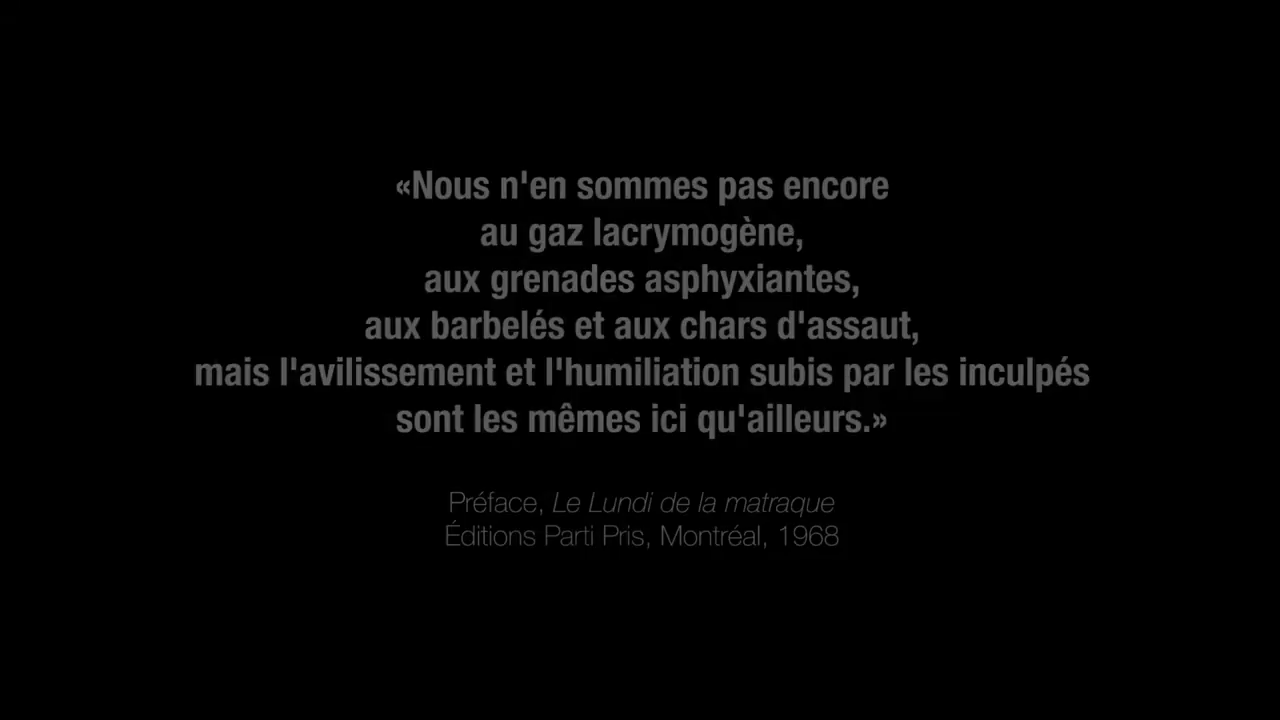 «Nous n'en sommes pas encore
au gaz lacrymogène,
aux grenades asphyxiantes,
aux barbelés et aux chars d'assaut,
mais l'avilissement et l'humiliation subis par les inculpés
sont les mêmes ici qu'ailleurs.»
Préface, Le Lundi de la matraque
Éditions Parti Pris, Montréal, 1968